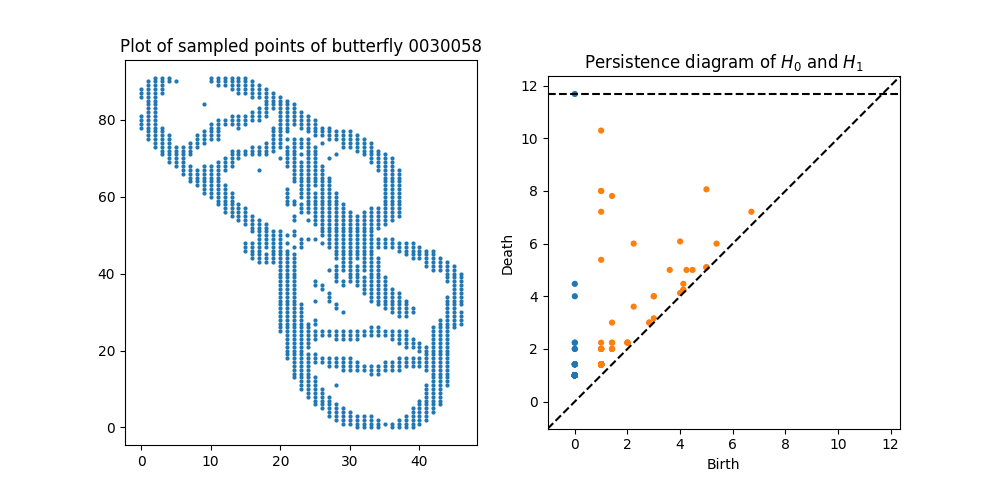 Plot of sampled points of butterfly 0030058
80
60
40
20
0
0 10 20 30 40
Persistence diagram of H₀ and H₁
12
10
8
6
4
2
0
Death
0 2 4 6 8 10 12
Birth